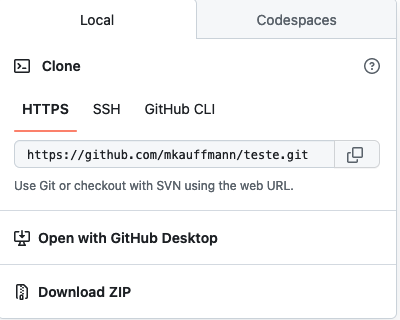 Local
Codespaces
Clone
HTTPS
SSH
GitHub CLI
https://github.com/mkauffmann/teste.git
Use Git or checkout with SVN using the web URL.
Open with GitHub Desktop
Download ZIP